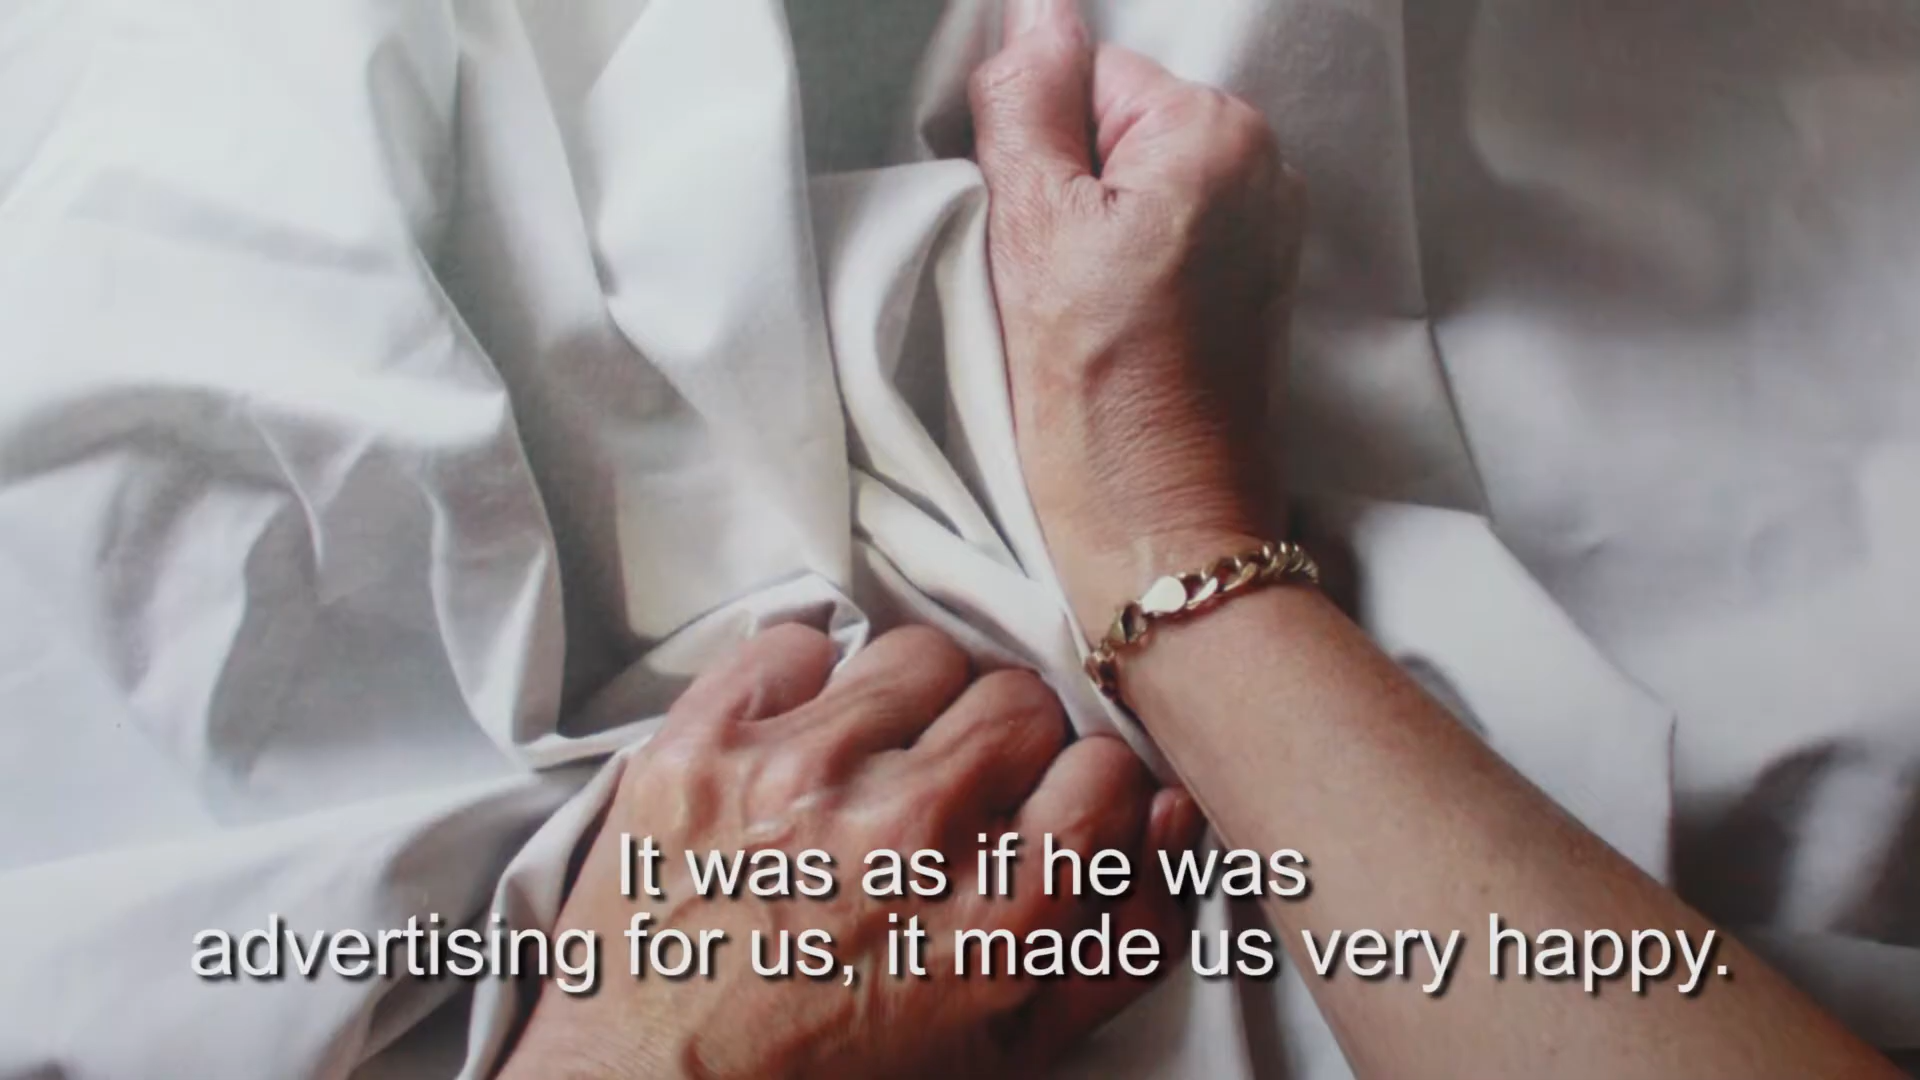 It was as if he was
advertising for us, it made us very happy.